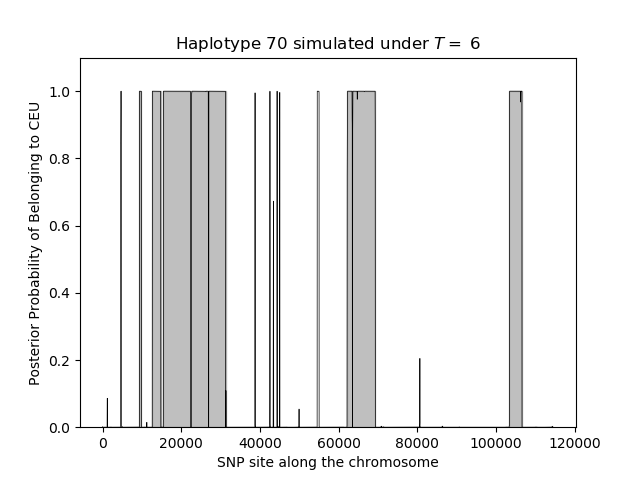 Haplotype 70 simulated under T = 6
Posterior Probability of Belonging to CEU
1.0
0.8
0.6
0.4
0.2
0.0
0 20000 40000 60000 80000 100000 120000
SNP site along the chromosome